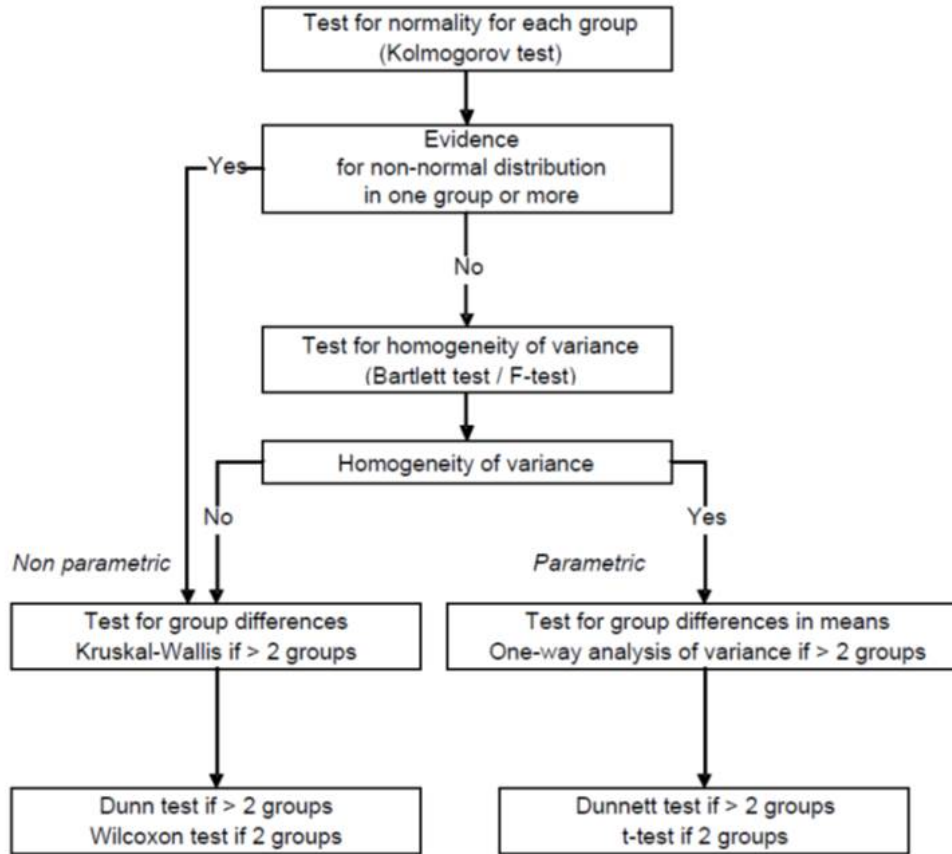 Test for normality for each group
(Kolmogorov test)
Evidence
for non-normal distribution
in one group or more
Yes
No
Test for homogeneity of variance
(Bartlett test / F-test)
Homogeneity of variance
No
Yes
Non parametric
Parametric
Test for group differences
Kruskal-Wallis if > 2 groups
Test for group differences in means
One-way analysis of variance if > 2 groups
Dunn test if > 2 groups
Wilcoxon test if 2 groups
Dunnett test if > 2 groups
t-test if 2 groups